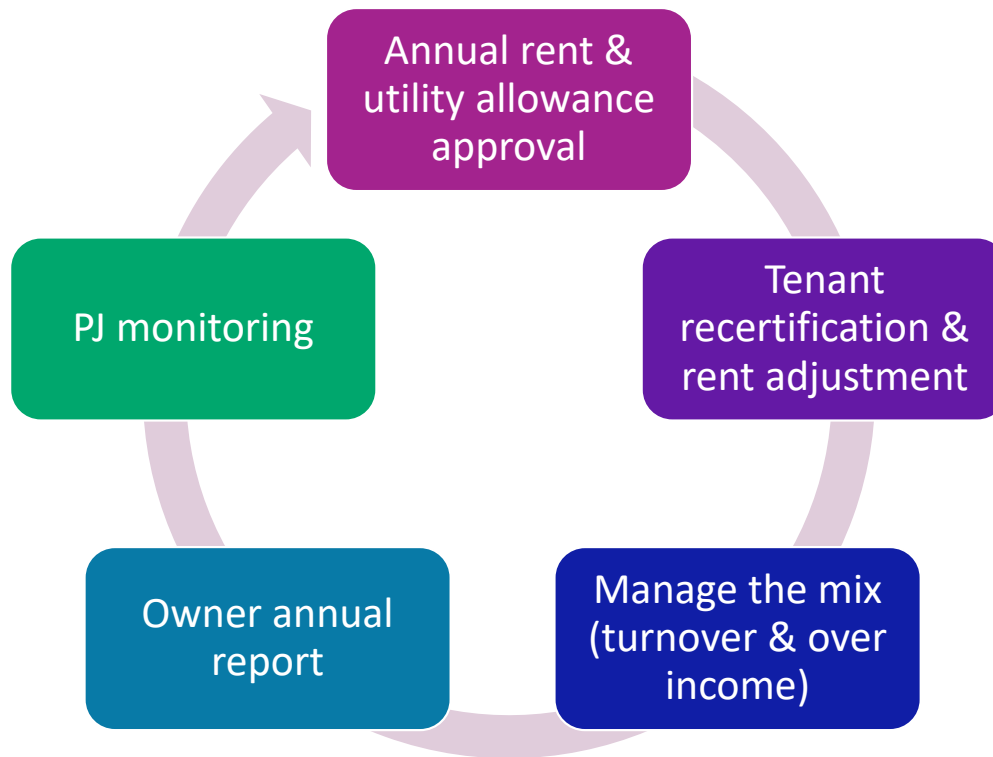 Annual rent &
utility allowance
approval
Tenant
recertification &
rent adjustment
Manage the mix
(turnover & over
income)
Owner annual
report
PJ monitoring